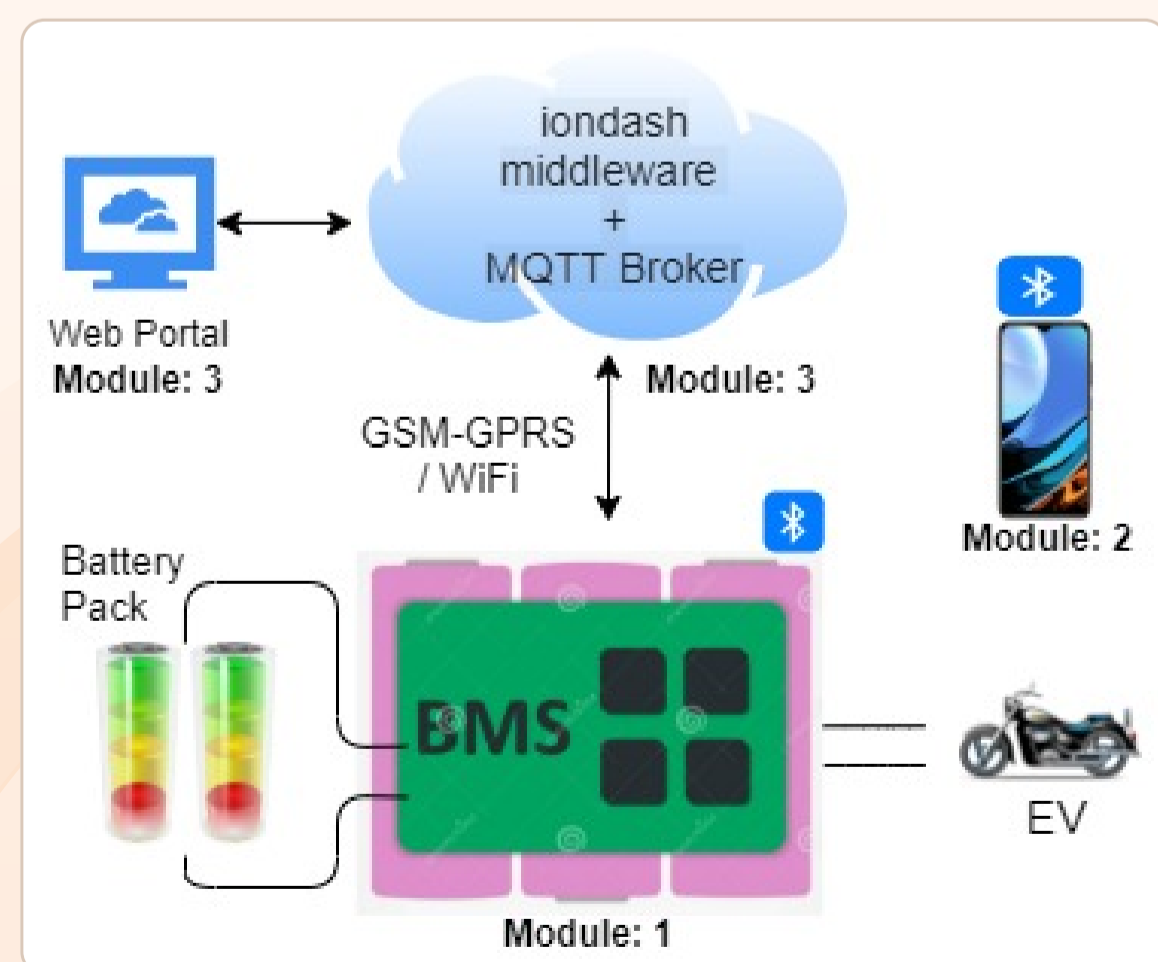 iondash
middleware
+
MQTT Broker
Web Portal
Module: 3
Module: 3
GSM-GPRS
/ WiFi
Module: 2
Battery
Pack
BMS
EV
Module: 1